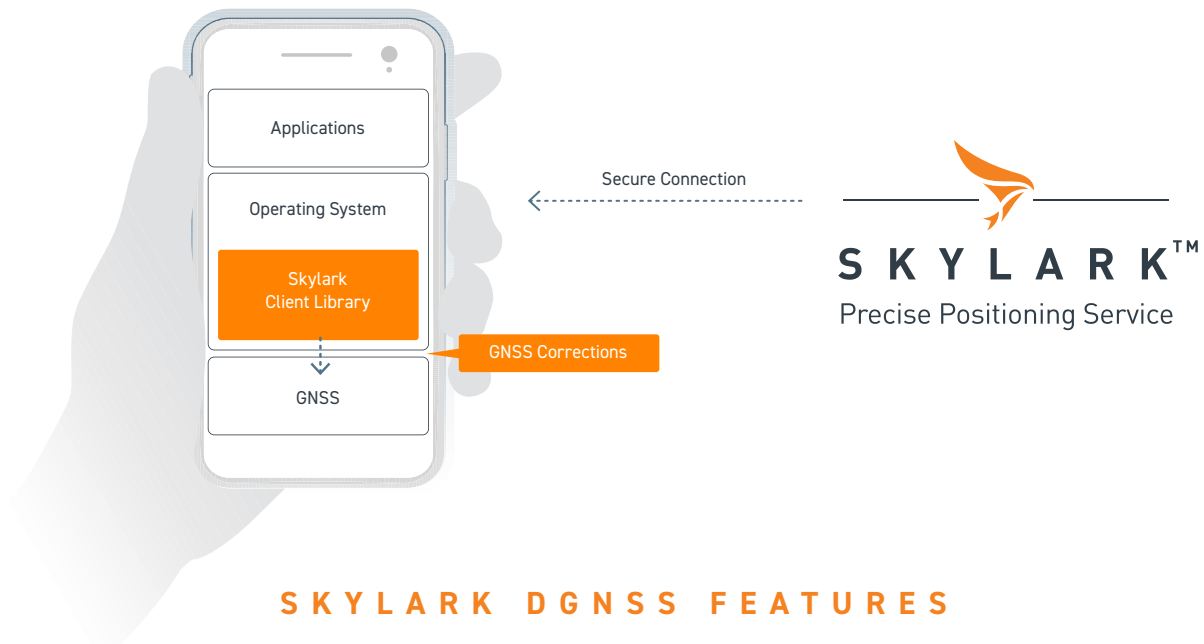 Applications
Operating System
Skylark
Client Library
GNSS
GNSS Corrections
Secure Connection
SKYLARK™
Precise Positioning Service
SKYLARK DGNSS FEATURES